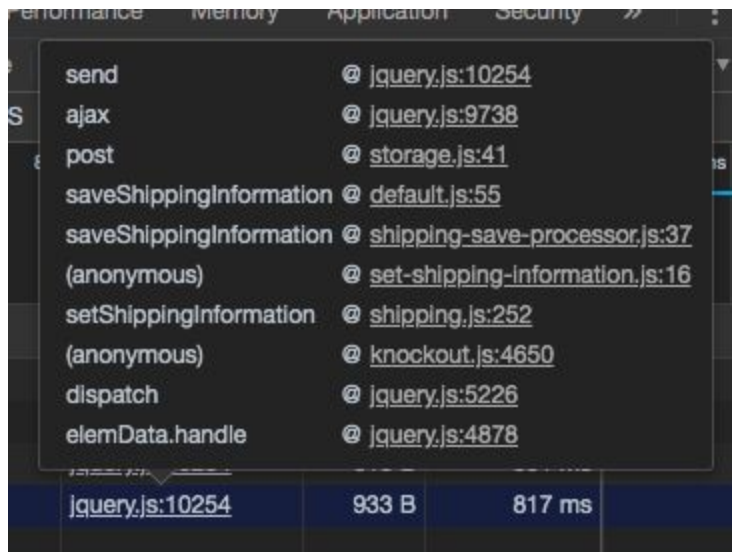 Performance Memory Application Security »
send @ jquery.js:10254
ajax @ jquery.js:9738
post @ storage.js:41
saveShippingInformation @ default.js:55
saveShippingInformation @ shipping-save-processor.js:37
(anonymous) @ set-shipping-information.js:16
setShippingInformation @ shipping.js:252
(anonymous) @ knockout.js:4650
dispatch @ jquery.js:5226
elemData.handle @ jquery.js:4878
jquery.js:10254 933 B 817 ms